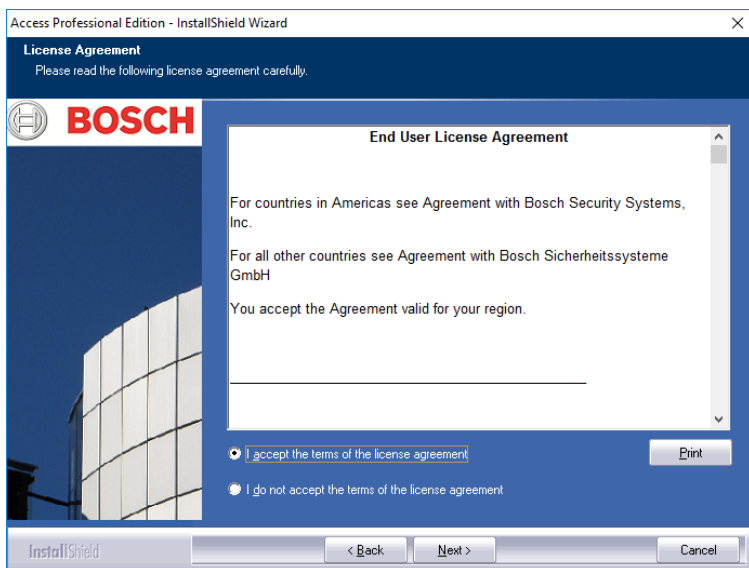 Access Professional Edition - InstallShield Wizard
License Agreement
Please read the following license agreement carefully.
BOSCH
End User License Agreement
For countries in Americas see Agreement with Bosch Security Systems,
Inc.
For all other countries see Agreement with Bosch Sicherheitssysteme
GmbH
You accept the Agreement valid for your region.
I accept the terms of the license agreement
Print
I do not accept the terms of the license agreement
InstallShield
< Back
Next >
Cancel